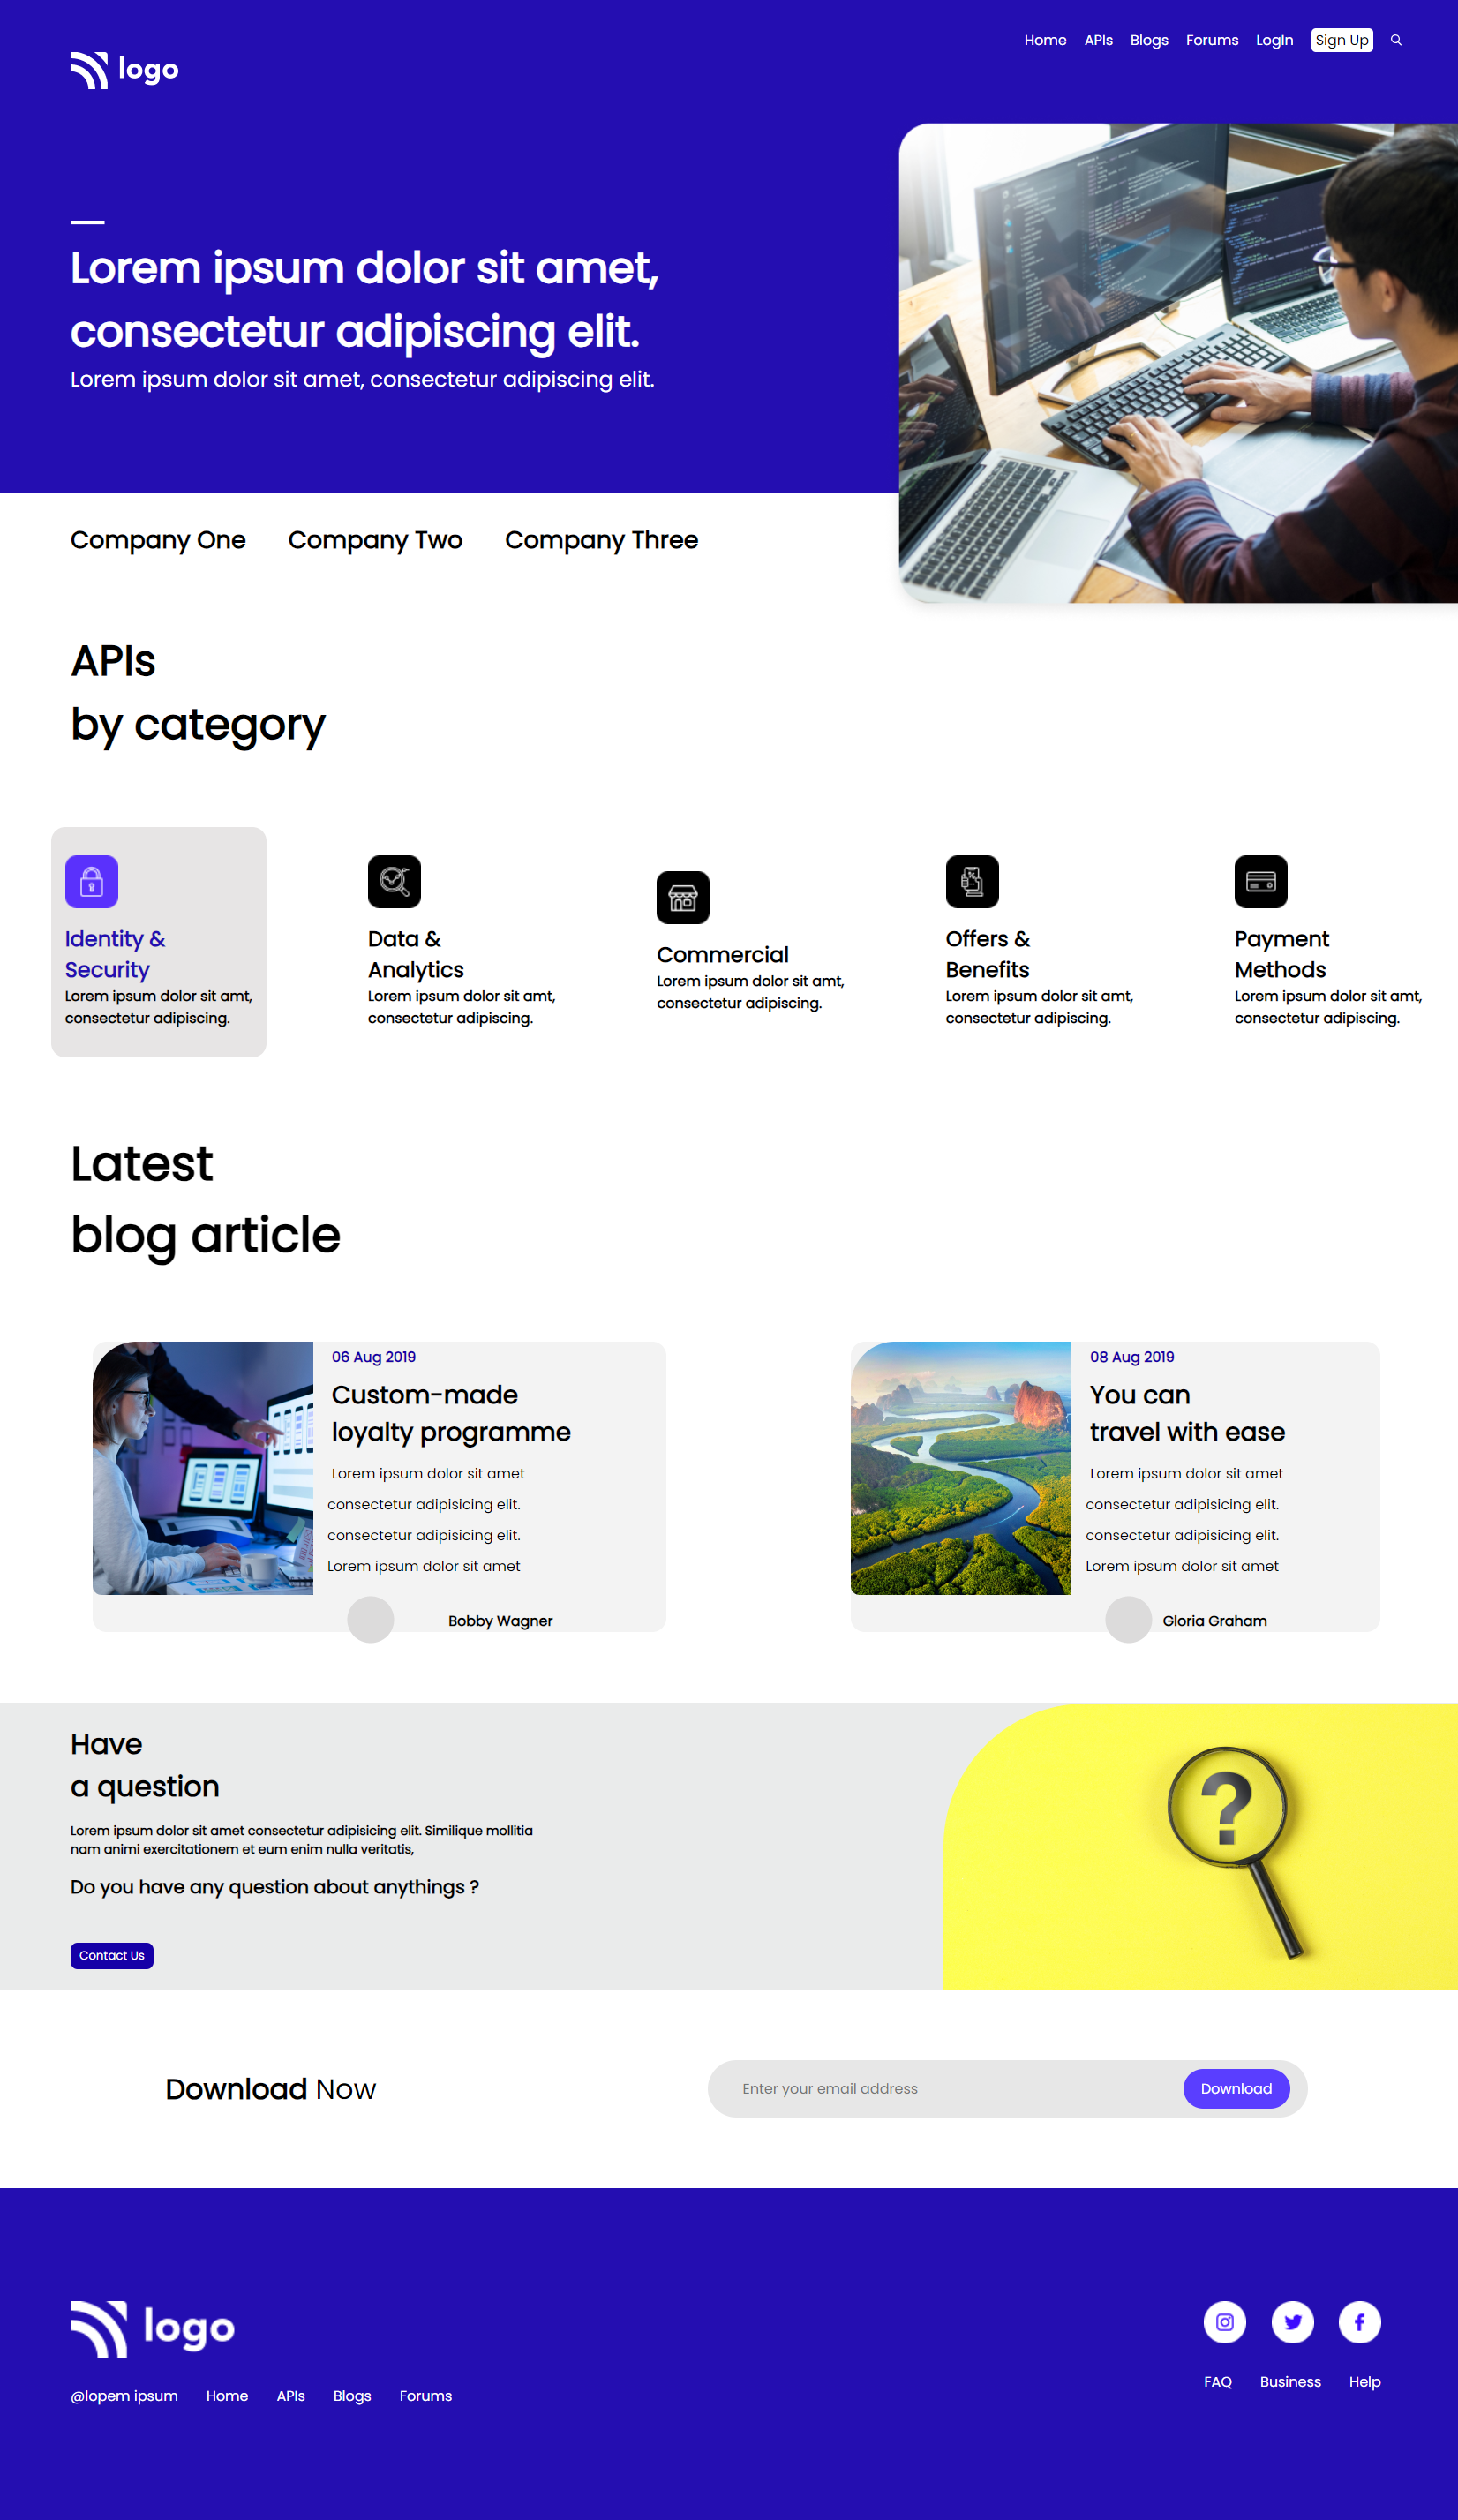 logo
Home APIs Blogs Forums LogIn Sign Up
Lorem ipsum dolor sit amet,
consectetur adipiscing elit.
Lorem ipsum dolor sit amet, consectetur adipiscing elit.
Company One Company Two Company Three
APIs
by category
Identity &
Security
Lorem ipsum dolor sit amt,
consectetur adipiscing.
Data &
Analytics
Lorem ipsum dolor sit amt,
consectetur adipiscing.
Commercial
Lorem ipsum dolor sit amt,
consectetur adipiscing.
Offers &
Benefits
Lorem ipsum dolor sit amt,
consectetur adipiscing.
Payment
Methods
Lorem ipsum dolor sit amt,
consectetur adipiscing.
Latest
blog article
06 Aug 2019
Custom-made
loyalty programme
Lorem ipsum dolor sit amet
consectetur adipisicing elit.
consectetur adipisicing elit.
Lorem ipsum dolor sit amet
Bobby Wagner
08 Aug 2019
You can
travel with ease
Lorem ipsum dolor sit amet
consectetur adipisicing elit.
consectetur adipisicing elit.
Lorem ipsum dolor sit amet
Gloria Graham
Have
a question
Lorem ipsum dolor sit amet consectetur adipisicing elit. Similique mollitia
nam animi exercitationem et eum enim nulla veritatis,
Do you have any question about anythings ?
Contact Us
?
Download Now
Enter your email address
Download
logo
@lopem ipsum Home APIs Blogs Forums
FAQ Business Help